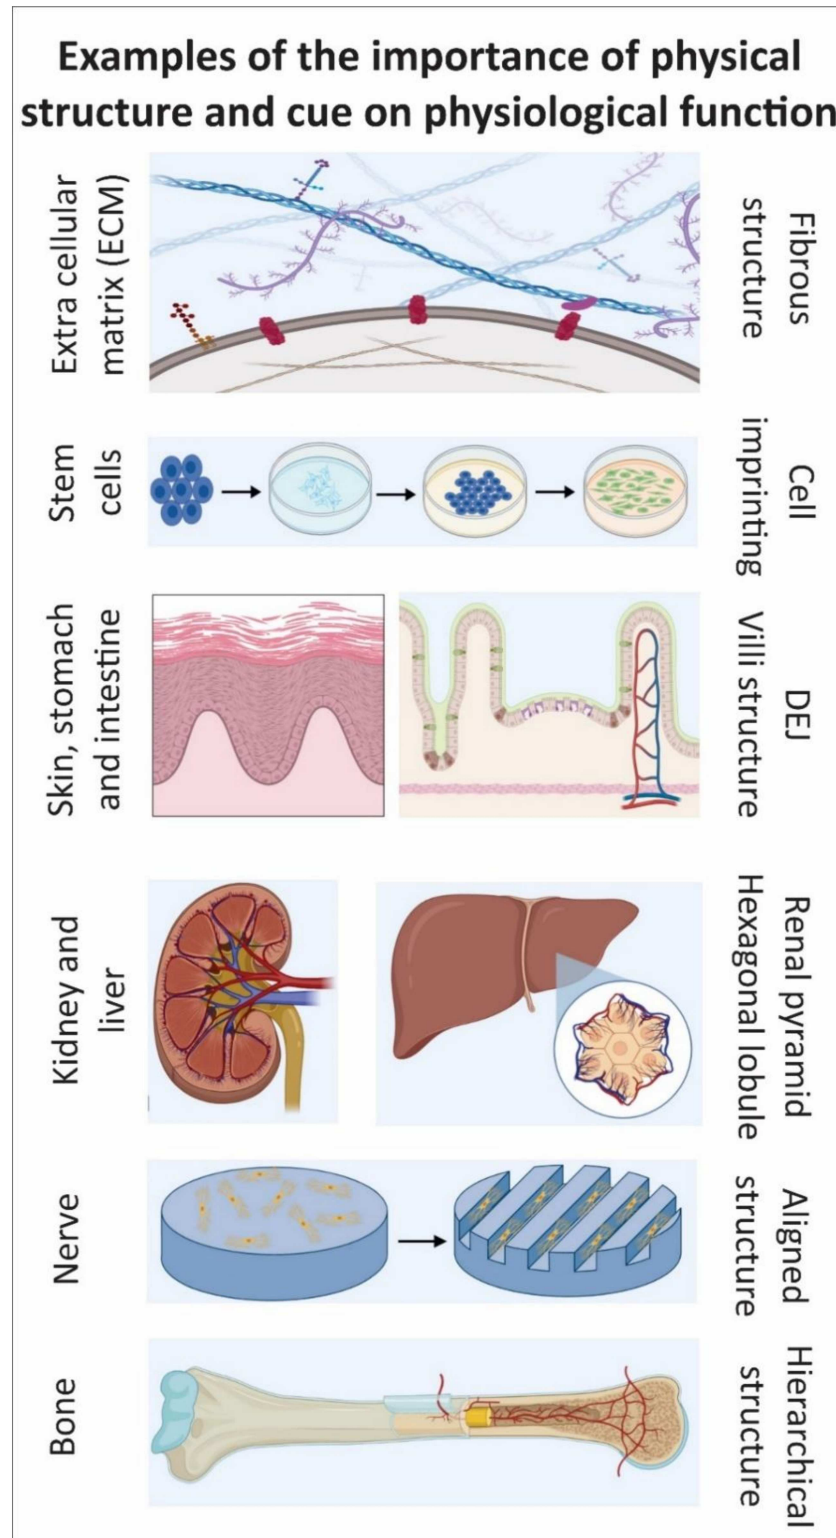 Examples of the importance of physical
structure and cue on physiological function
Extra cellular
matrix (ECM)
Fibrous
structure
Stem
cells
Cell
imprinting
Skin, stomach
and intestine
DEJ
Villi structure
Kidney and
liver
Renal pyramid
Hexagonal lobule
Nerve
Aligned
structure
Bone
Hierarchical
structure